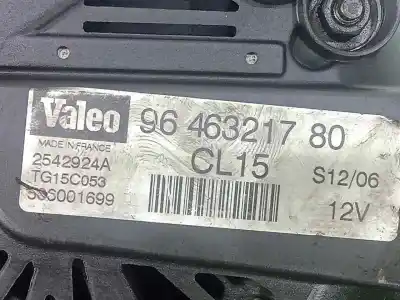 Valeo
96 463217 80
MADE IN FRANCE
2542924A
CL15
S12/06
TG15C053
12V